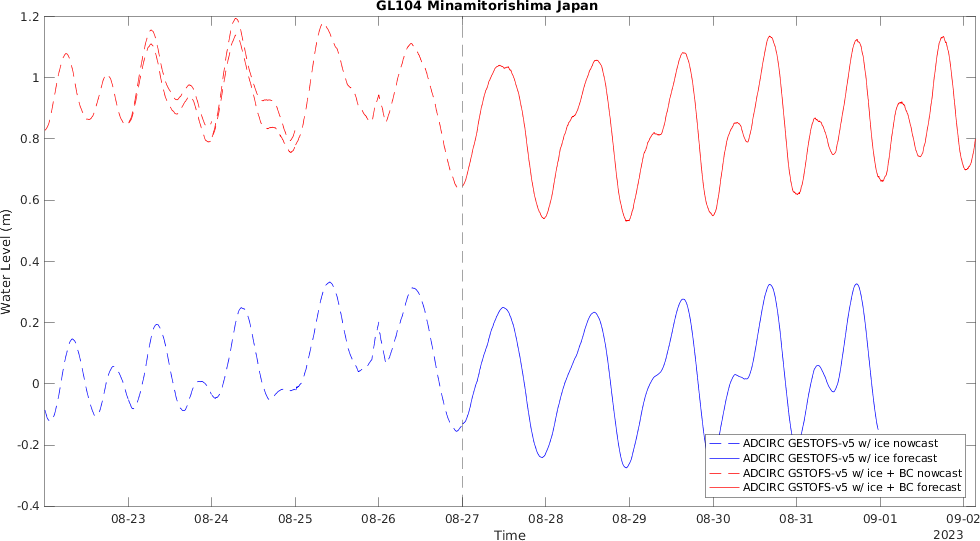 GL104 Minamitorishima Japan
1.2
1
0.8
0.6
0.4
0.2
0
-0.2
-0.4
Water Level (m)
ADCIRC GESTOFS-v5 w/ ice nowcast
ADCIRC GESTOFS-v5 w/ ice forecast
ADCIRC GSTOFS-v5 w/ ice + BC nowcast
ADCIRC GSTOFS-v5 w/ ice + BC forecast
08-23 08-24 08-25 08-26 08-27 08-28 08-29 08-30 08-31 09-01 09-02
Time
2023